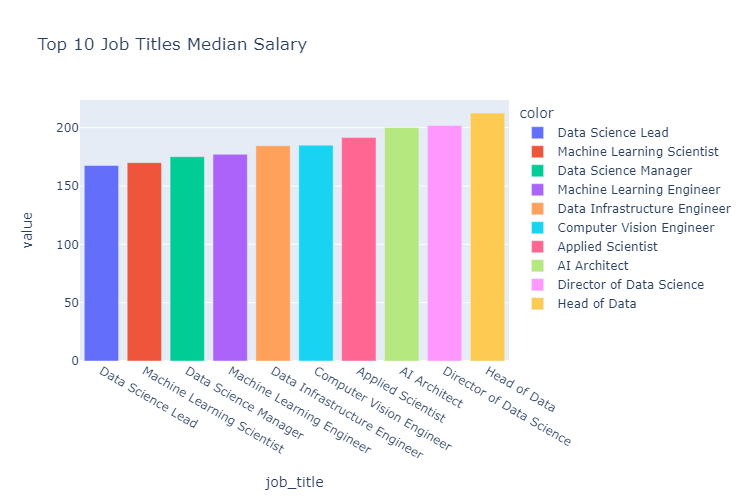 Top 10 Job Titles Median Salary
value
200
150
100
50
0
Data Science Lead
Machine Learning Scientist
Data Science Manager
Machine Learning Engineer
Data Infrastructure Engineer
Computer Vision Engineer
Applied Scientist
AI Architect
Director of Data Science
Head of Data
job_title
color
Data Science Lead
Machine Learning Scientist
Data Science Manager
Machine Learning Engineer
Data Infrastructure Engineer
Computer Vision Engineer
Applied Scientist
AI Architect
Director of Data Science
Head of Data